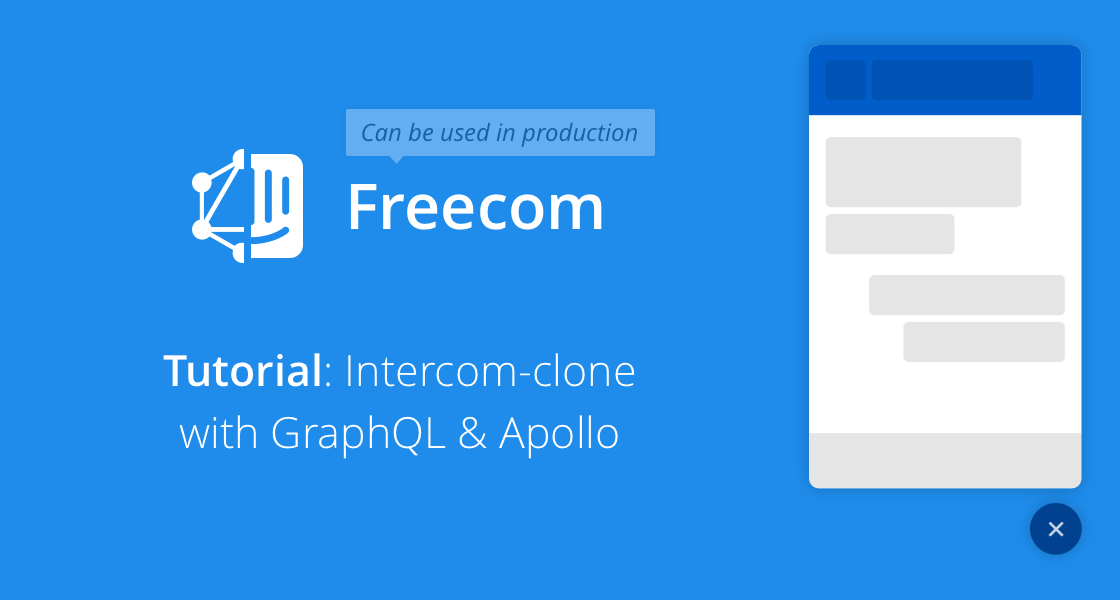 Can be used in production
Freecom
Tutorial: Intercom-clone
with GraphQL & Apollo